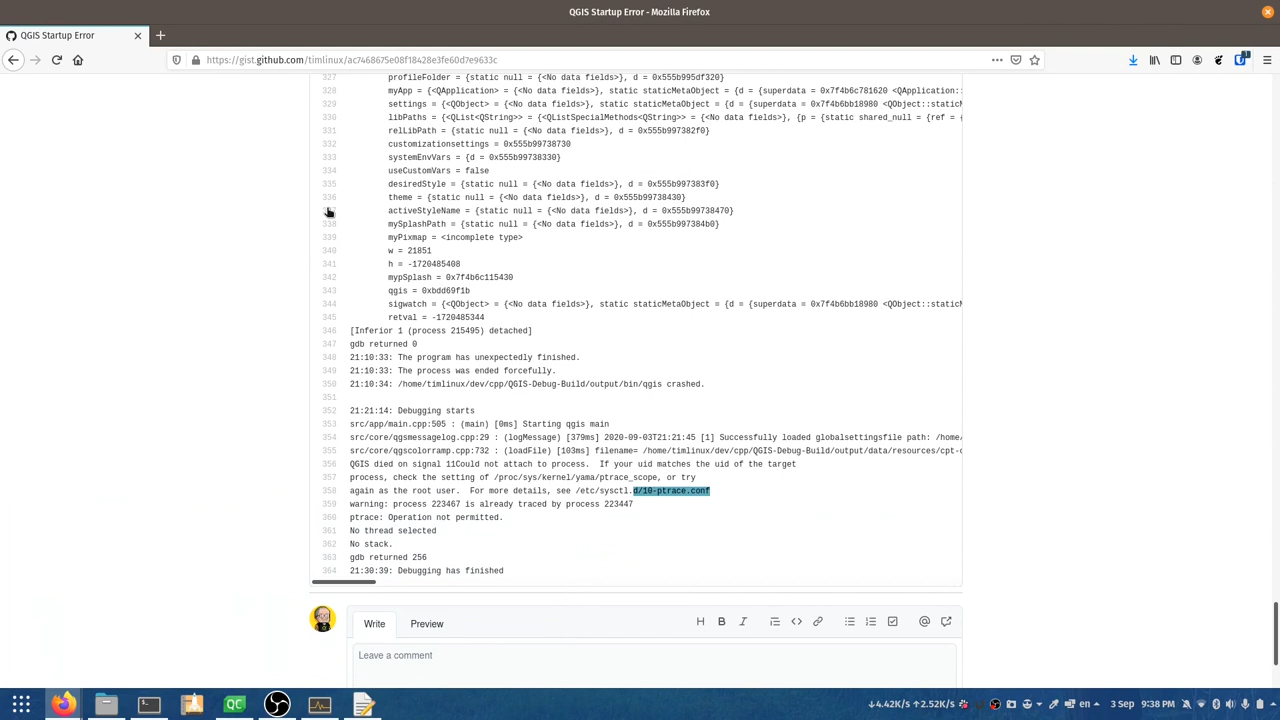 QGIS Startup Error - Mozilla Firefox
QGIS Startup Error
https://gist.github.com/timlinux/ac7468675e08f18428e3fe60d7e9633c
327 profileFolder = {static null = {<No data fields>}, d = 0x555b995df320}
328 myApp = {<QApplication> = {<No data fields>}, static staticMetaObject = {d = {superdata = 0x7f4b6c781620 <QApplication::
329 settings = {<QObject> = {<No data fields>}, static staticMetaObject = {d = {superdata = 0x7f4b6bb18980 <QObject::staticM
330 libPaths = {<QList<QString>> = {<QListSpecialMethods<QString>> = {<No data fields>}, {p = {static shared_null = {ref = {
331 relLibPath = {static null = {<No data fields>}, d = 0x555b997382f0}
332 customizationsettings = 0x555b99738730
333 systemEnvVars = {d = 0x555b99738330}
334 useCustomVars = false
335 desiredStyle = {static null = {<No data fields>}, d = 0x555b997383f0}
336 theme = {static null = {<No data fields>}, d = 0x555b99738430}
activeStyleName = {static null = {<No data fields>}, d = 0x555b99738470}
338 mySplashPath = {static null = {<No data fields>}, d = 0x555b997384b0}
339 myPixmap = <incomplete type>
340 w = 21851
341 h = -1720485408
342 mypSplash = 0x7f4b6c115430
343 qgis = 0xbdd69f1b
344 sigwatch = {<QObject> = {<No data fields>}, static staticMetaObject = {d = {superdata = 0x7f4b6bb18980 <QObject::staticM
345 retval = -1720485344
346 [Inferior 1 (process 215495) detached]
347 gdb returned 0
348 21:10:33: The program has unexpectedly finished.
349 21:10:33: The process was ended forcefully.
350 21:10:34: /home/timlinux/dev/cpp/QGIS-Debug-Build/output/bin/qgis crashed.
351
352 21:21:14: Debugging starts
353 src/app/main.cpp:505 : (main) [0ms] Starting qgis main
354 src/core/qgsmessagelog.cpp:29 : (logMessage) [379ms] 2020-09-03T21:21:45 [1] Successfully loaded globalsettingsfile path: /home/
355 src/core/qgscolorramp.cpp:732 : (loadFile) [103ms] filename= /home/timlinux/dev/cpp/QGIS-Debug-Build/output/data/resources/cpt-c
356 QGIS died on signal 11Could not attach to process.  If your uid matches the uid of the target
357 process, check the setting of /proc/sys/kernel/yama/ptrace_scope, or try
358 again as the root user.  For more details, see /etc/sysctl.d/10-ptrace.conf
359 warning: process 223467 is already traced by process 223447
360 ptrace: Operation not permitted.
361 No thread selected
362 No stack.
363 gdb returned 256
364 21:30:39: Debugging has finished
Write Preview
Leave a comment
QC ↓4.42K/s ↑2.52K/s en 3 Sep 9:38 PM